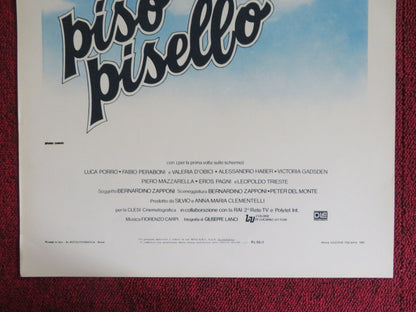 piso
pisello
con (per la prima volta sullo schermo)
LUCA PORRO • FABIO PERABONI e VALERIA D'OBICI • ALESSANDRO HABER • VICTORIA GADSDEN
PIERO MAZZARELLA • EROS PAGNI e LEOPOLDO TRIESTE
Soggetto BERNARDINO ZAPPONI Sceneggiatura BERNARDINO ZAPPONI • PETER DEL MONTE
Prodotto da SILVIO e ANNA MARIA CLEMENTELLI
per la CLESI Cinematografica in collaborazione con la RAI 2ª Rete TV e Polytel Int.
Musica FIORENZO CARPI fotografia di GIUSEPPE LANCI